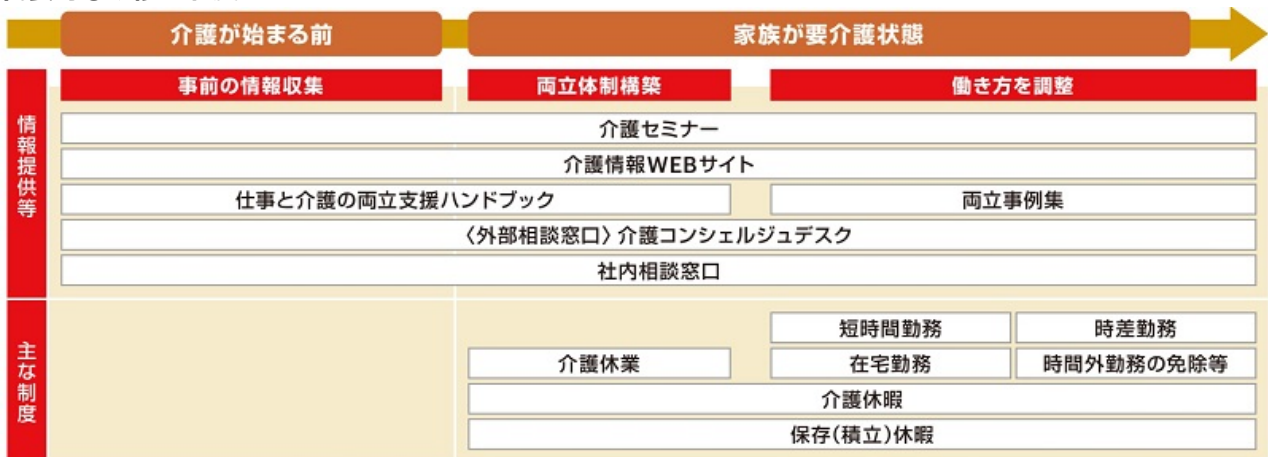 介護が始まる前 家族が要介護状態
事前の情報収集 両立体制構築 働き方を調整
情報提供等
介護セミナー
介護情報WEBサイト
仕事と介護の両立支援ハンドブック 両立事例集
〈外部相談窓口〉介護コンシェルジュデスク
社内相談窓口
主な制度
短時間勤務 時差勤務
介護休業 在宅勤務 時間外勤務の免除等
介護休暇
保存(積立)休暇